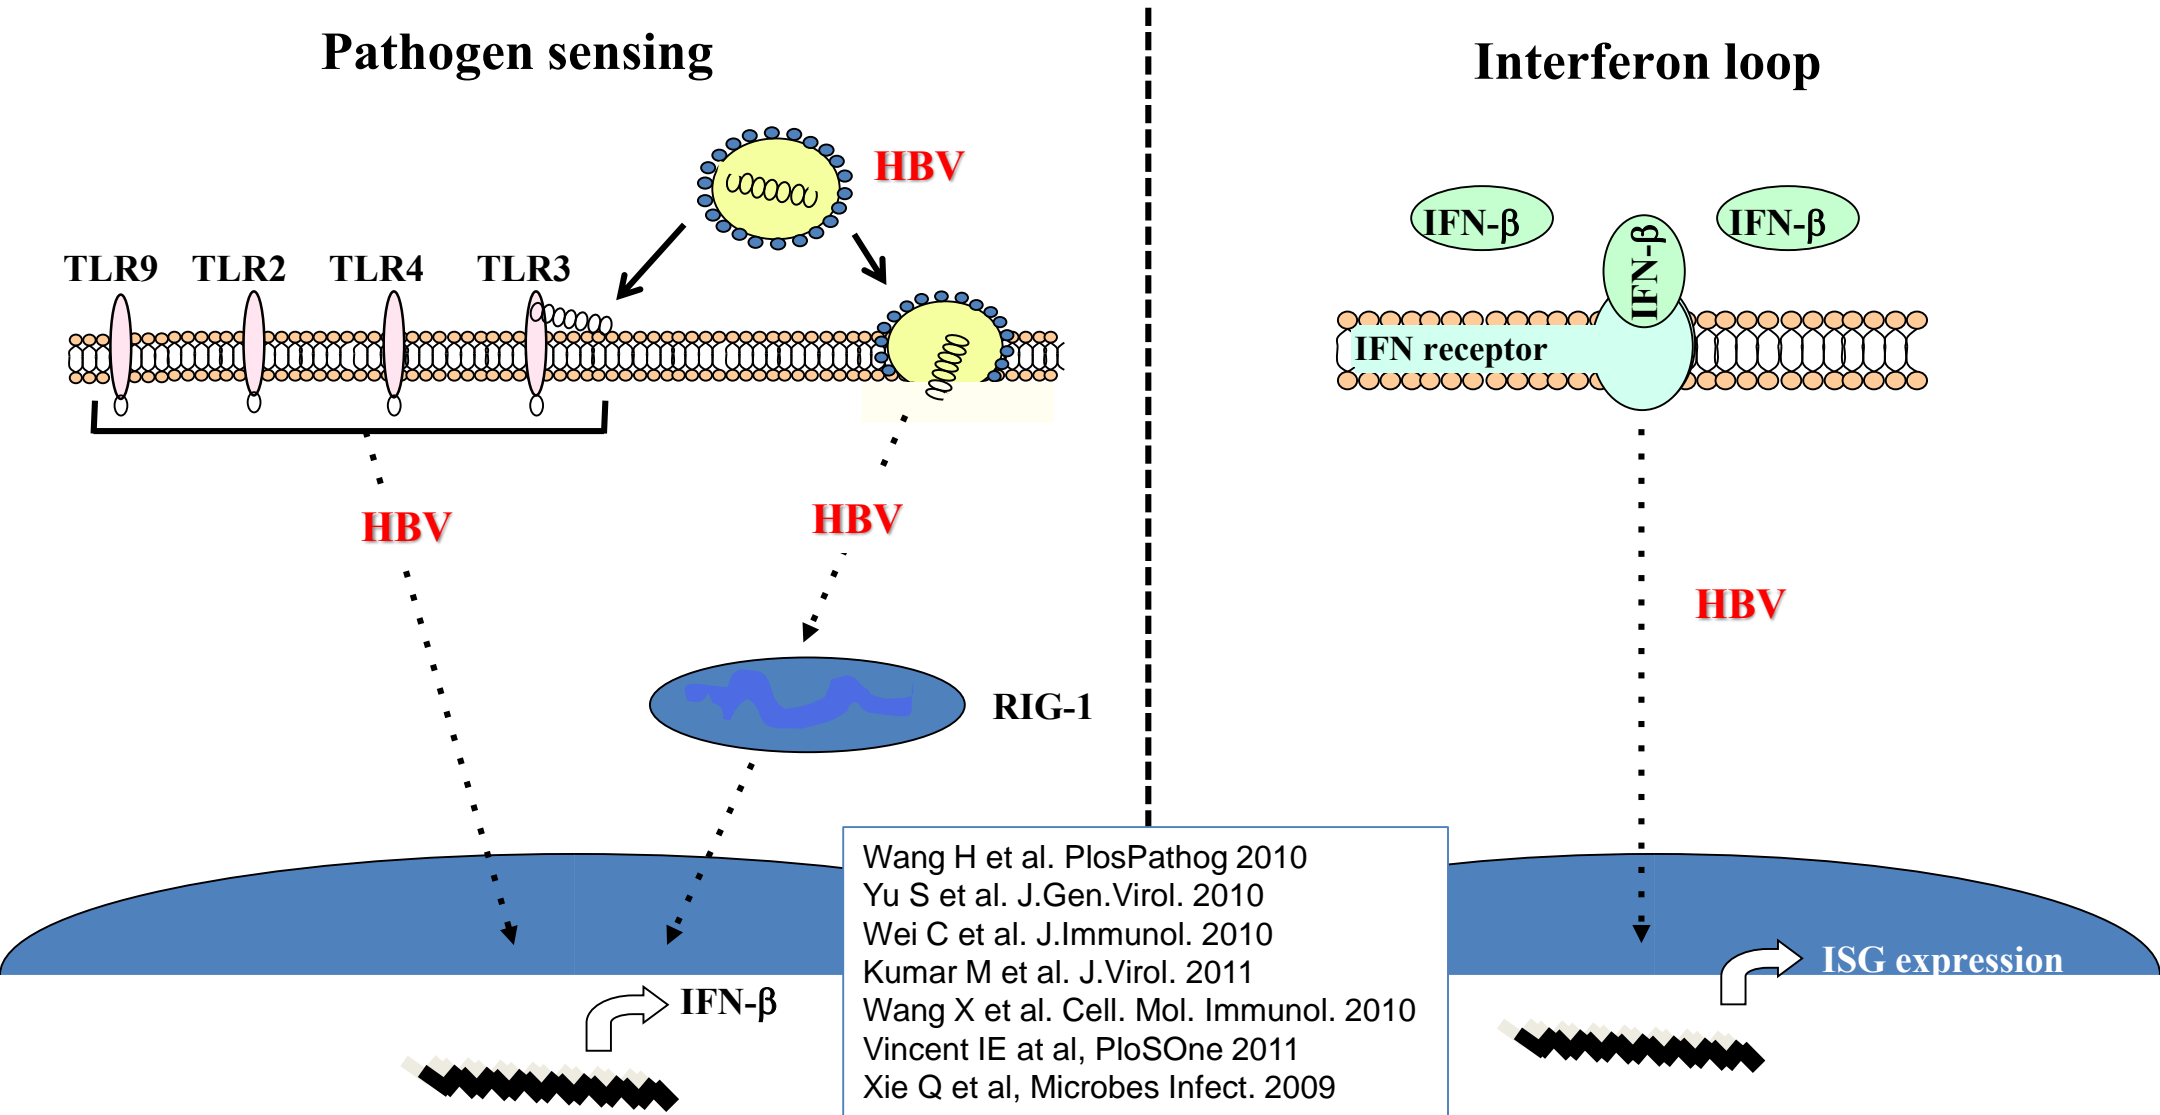 Pathogen sensing
HBV
TLR9
TLR2
TLR4
TLR3
HBV
HBV
RIG-1
IFN-β
Interferon loop
IFN-β
IFN-β
IFN-β
IFN receptor
HBV
ISG expression
Wang H et al. PlosPathog 2010
Yu S et al. J.Gen.Virol. 2010
Wei C et al. J.Immunol. 2010
Kumar M et al. J.Virol. 2011
Wang X et al. Cell. Mol. Immunol. 2010
Vincent IE at al, PloSOne 2011
Xie Q et al, Microbes Infect. 2009